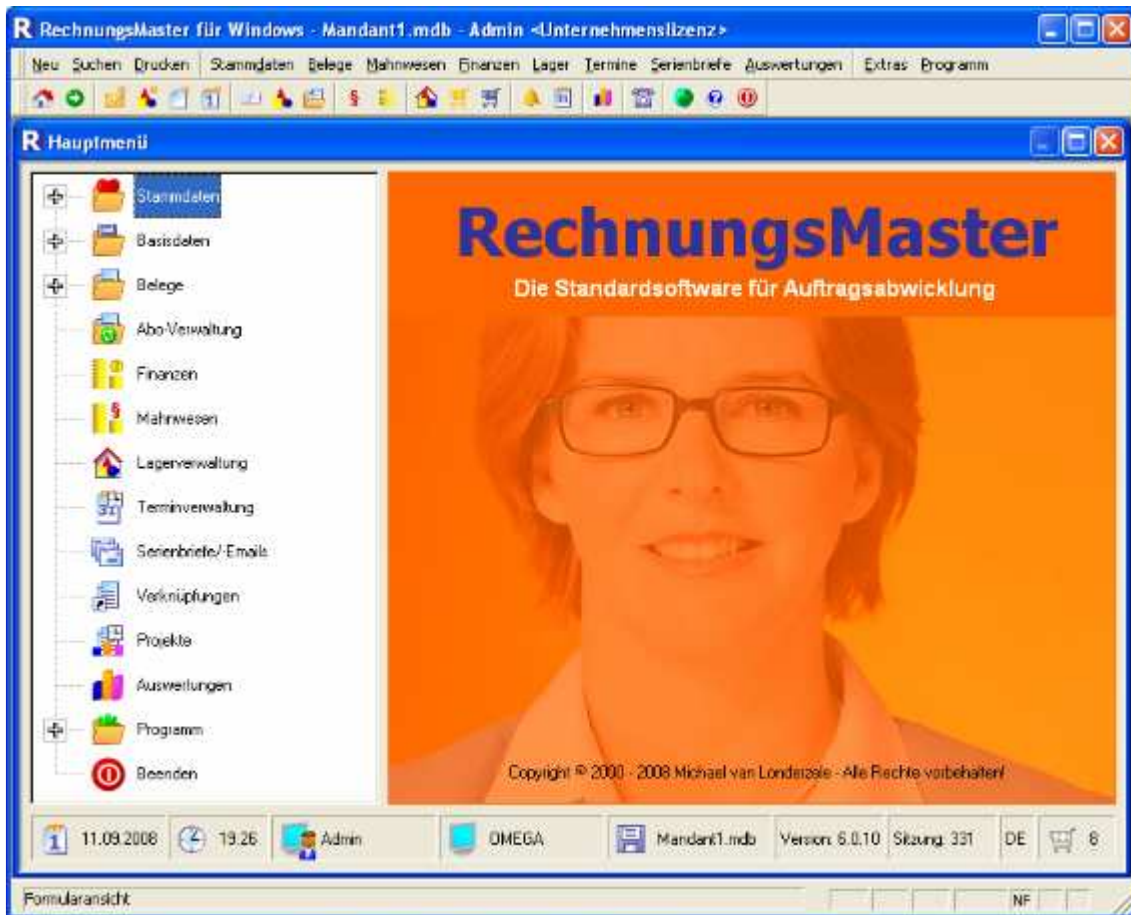 RechnungsMaster für Windows - Mandant1.mdb - Admin <Unternehmenslizenz>
Neu Suchen Drucken Stammdaten Belege Mahnwesen Finanzen Lager Termine Serienbriefe Auswertungen Extras Programm
Hauptmenü
Stammdaten
Basisdaten
Belege
Abo-Verwaltung
Finanzen
Mahnwesen
Lagerverwaltung
Terminverwaltung
Serienbriefe/-Emails
Verknüpfungen
Projekte
Auswertungen
Programm
Beenden
RechnungsMaster
Die Standardsoftware für Auftragsabwicklung
Copyright © 2000 - 2008 Michael van Londerzele - Alle Rechte vorbehalten!
11.09.2008 19:26 Admin OMEGA Mandant1.mdb Version: 6.0.10 Sitzung: 331 DE 8
Formularansicht NF